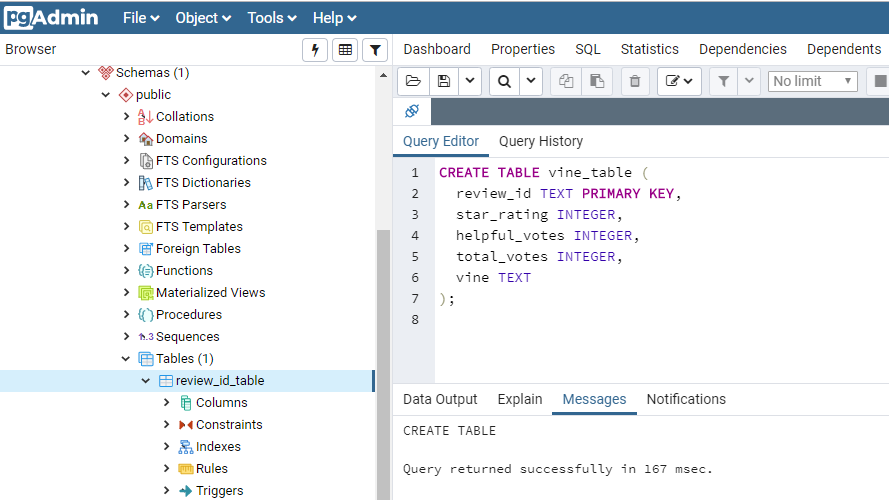 pgAdmin File Object Tools Help
Browser
Dashboard Properties SQL Statistics Dependencies Dependents
No limit
Schemas (1)
public
Collations
Domains
FTS Configurations
FTS Dictionaries
Aa FTS Parsers
FTS Templates
Foreign Tables
Functions
Materialized Views
Procedures
1..3 Sequences
Tables (1)
review_id_table
Columns
Constraints
Indexes
Rules
Triggers
Query Editor Query History
1 CREATE TABLE vine_table (
2 review_id TEXT PRIMARY KEY,
3 star_rating INTEGER,
4 helpful_votes INTEGER,
5 total_votes INTEGER,
6 vine TEXT
7 );
8
Data Output Explain Messages Notifications
CREATE TABLE
Query returned successfully in 167 msec.